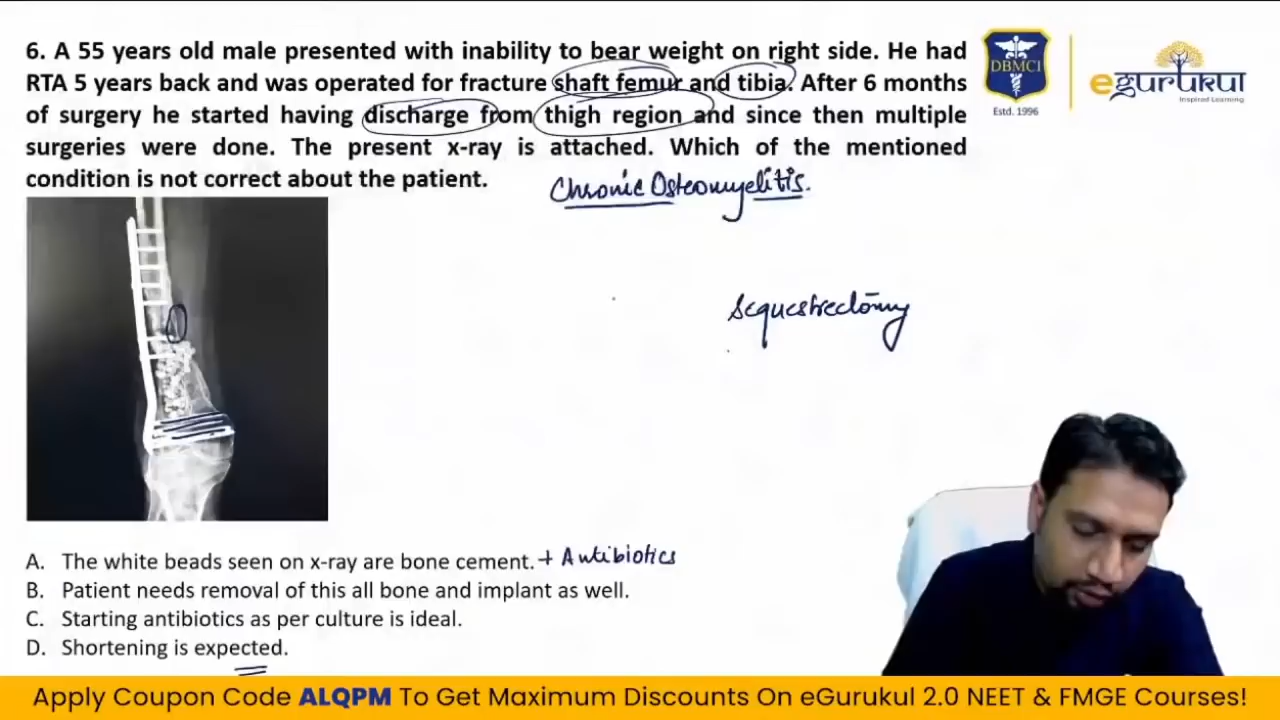 6. A 55 years old male presented with inability to bear weight on right side. He had
RTA 5 years back and was operated for fracture shaft femur and tibia. After 6 months
of surgery he started having discharge from thigh region and since then multiple
surgeries were done. The present x-ray is attached. Which of the mentioned
condition is not correct about the patient.
Chronic Osteomyelitis.
DBMCI
Estd. 1996
eGurukul
Inspired Learning
Sequestrectomy
A. The white beads seen on x-ray are bone cement. + Antibiotics
B. Patient needs removal of this all bone and implant as well.
C. Starting antibiotics as per culture is ideal.
D. Shortening is expected.
Apply Coupon Code ALQPM To Get Maximum Discounts On eGurukul 2.0 NEET & FMGE Courses!